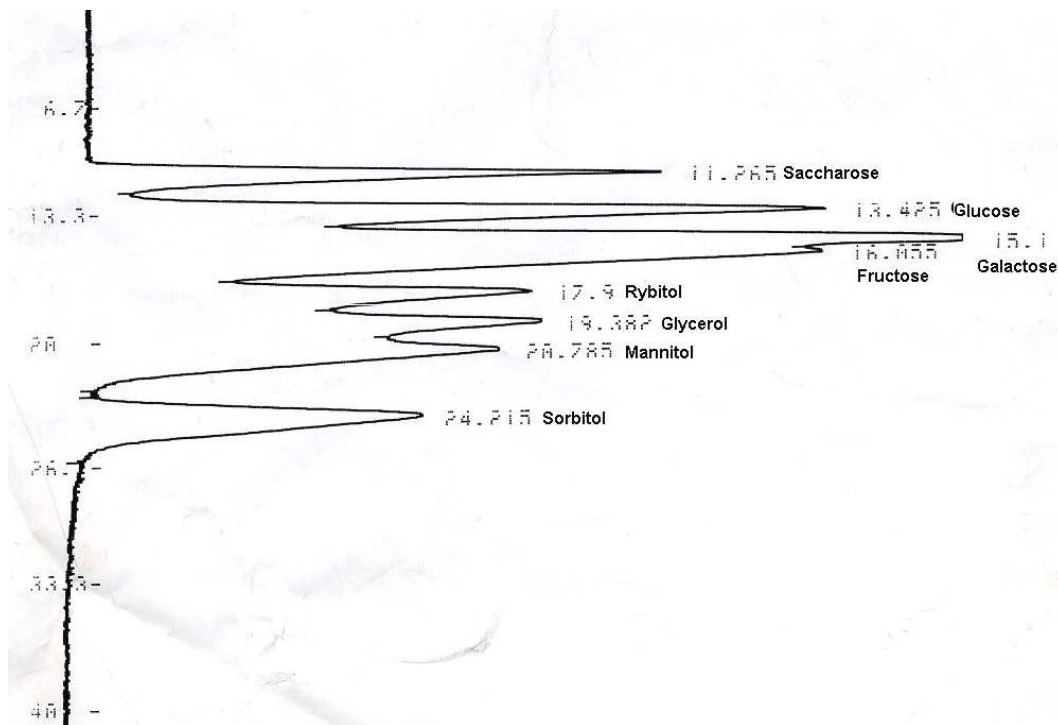 6.7-
11.265 Saccharose
13.3
13.425 Glucose
15.1
16.055
Galactose
Fructose
17.9 Rybitol
19.382 Glycerol
20 20.785 Mannitol
24.215 Sorbitol
26.
33.3-
40 -